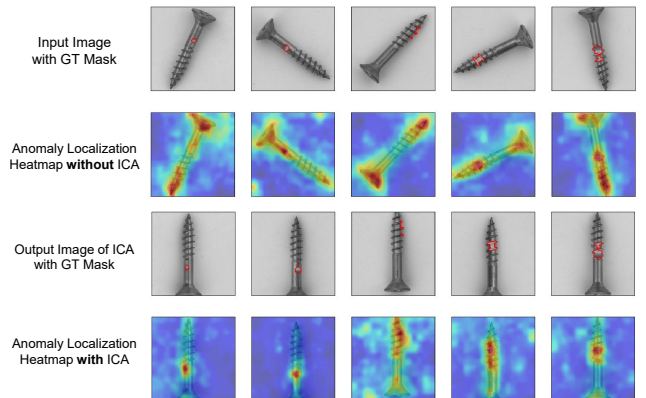 Input Image
with GT Mask
Anomaly Localization
Heatmap without ICA
Output Image of ICA
with GT Mask
Anomaly Localization
Heatmap with ICA